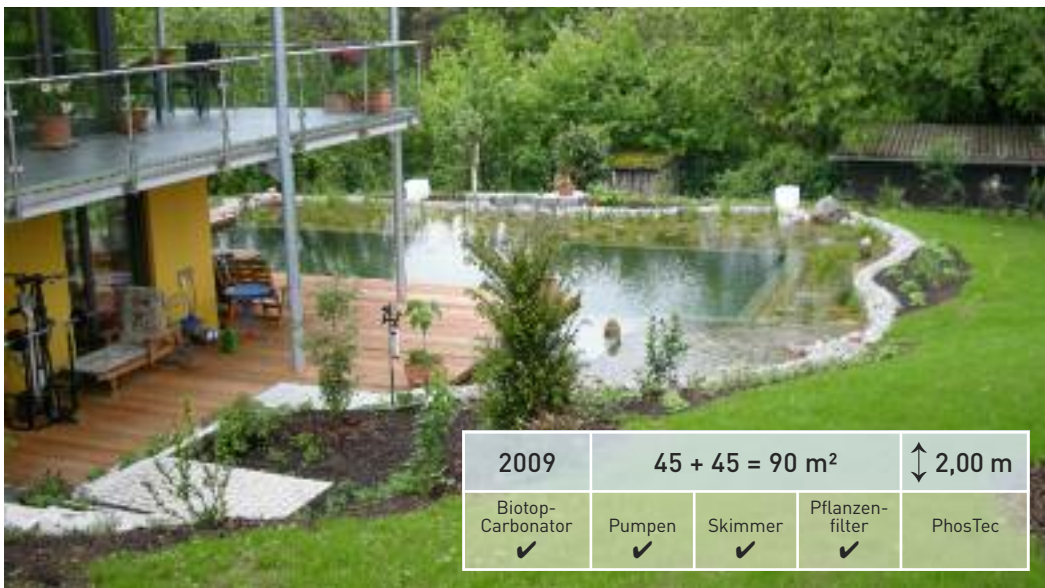 2009
45 + 45 = 90 m²
↕ 2,00 m
Biotop-
Carbonator
✔
Pumpen
✔
Skimmer
✔
Pflanzen-
filter
✔
PhosTec